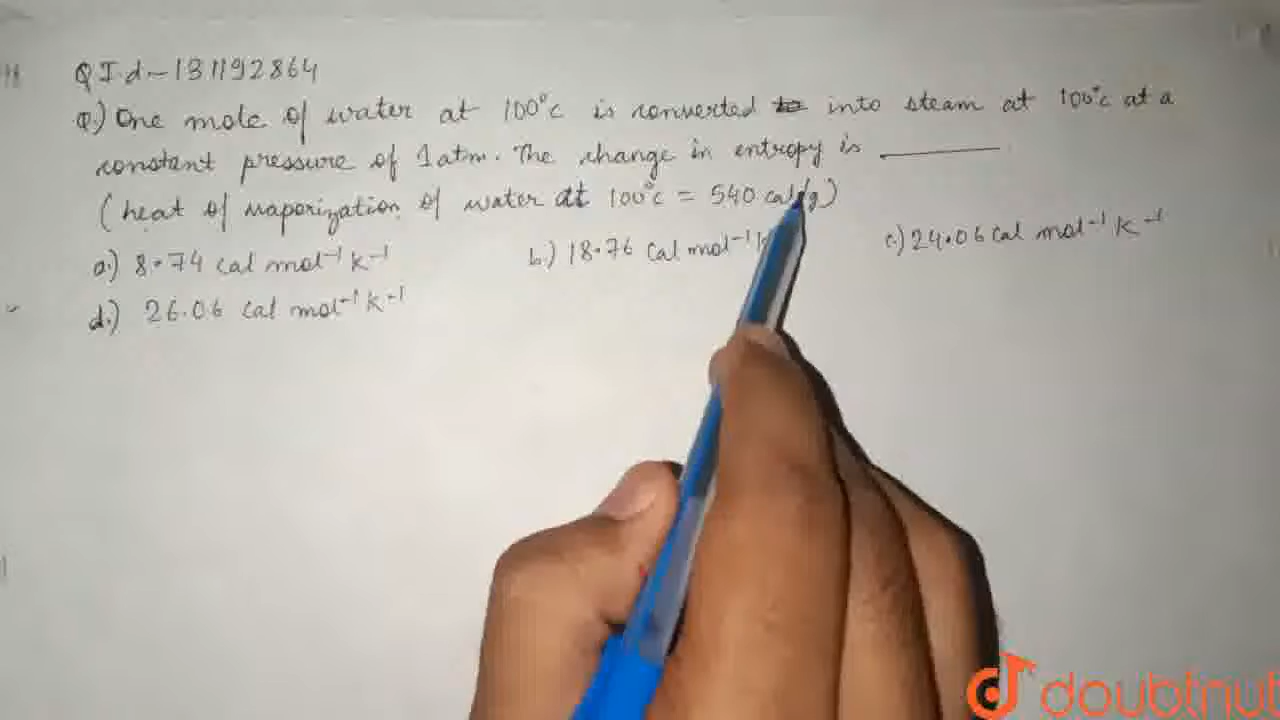 Q I.d - 131192864
Q.) One mole of water at 100°c is converted into steam at 100°c at a
constant pressure of 1atm. The change in entropy is ______.
(heat of vaporization of water at 100°c = 540 cal/g)
a.) 8.74 cal mol⁻¹ k⁻¹ b.) 18.76 Cal mol⁻¹ c.) 24.06 Cal mol⁻¹ K⁻¹
d.) 26.06 Cal mol⁻¹ K⁻¹
doubtnut